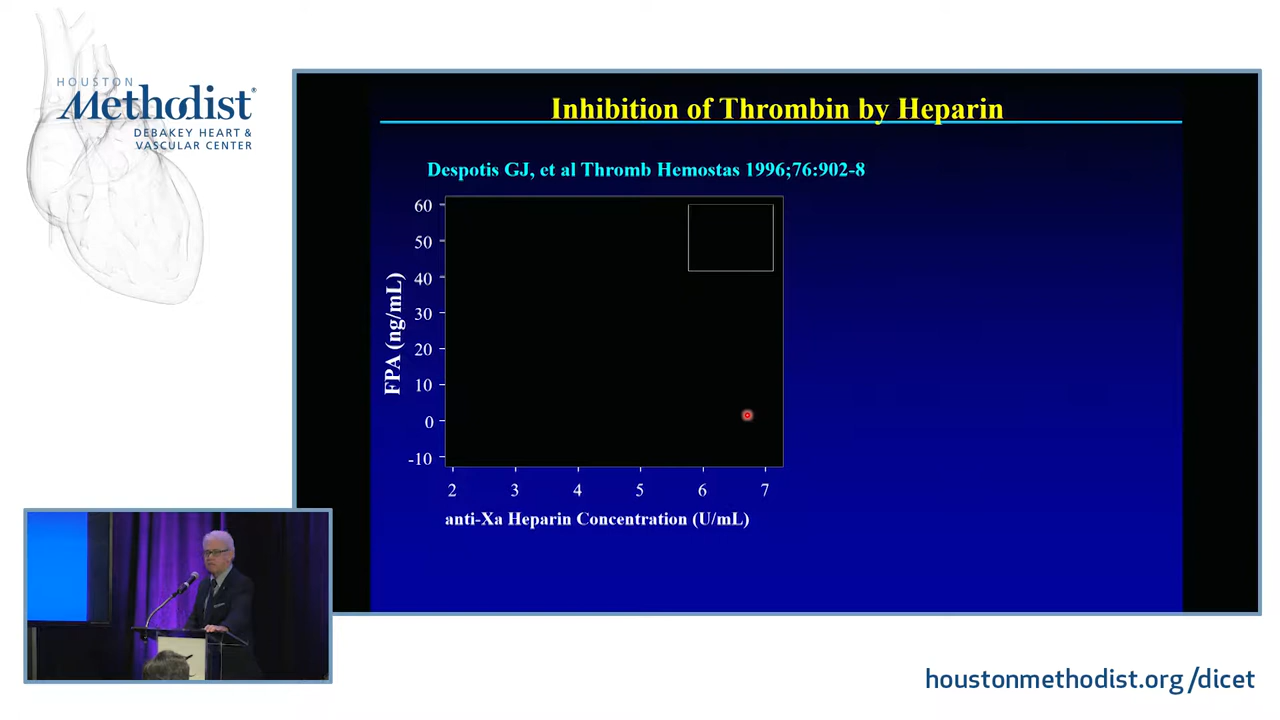 HOUSTON
Methodist®
DEBAKEY HEART &
VASCULAR CENTER
Inhibition of Thrombin by Heparin
Despotis GJ, et al Thromb Hemostas 1996;76:902-8
60
50
40
30
20
10
0
-10
FPA (ng/mL)
2 3 4 5 6 7
anti-Xa Heparin Concentration (U/mL)
houstonmethodist.org/dicet